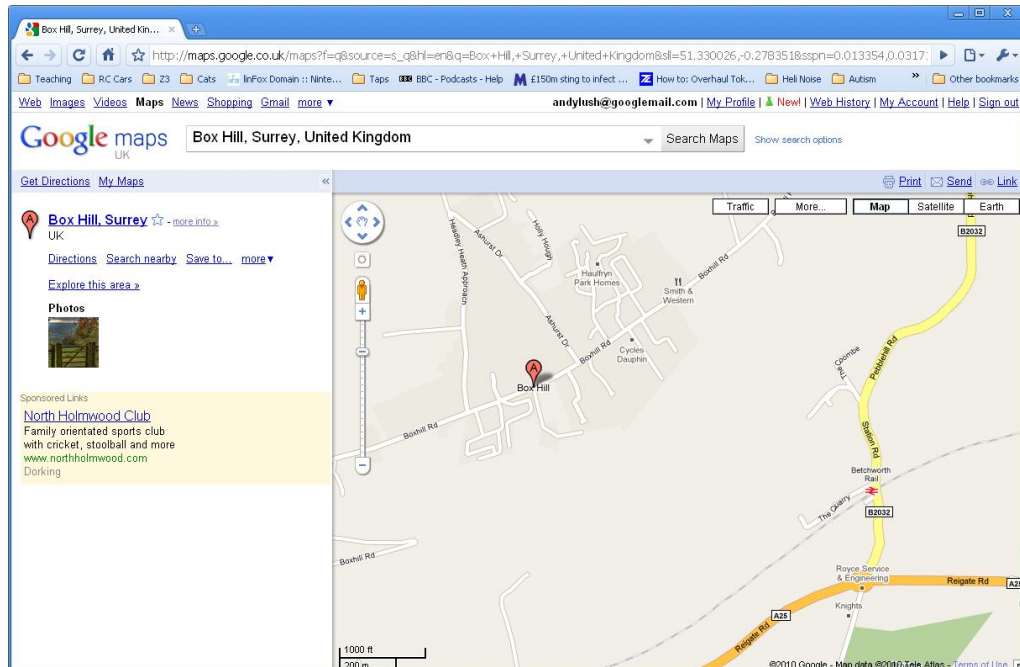 Box Hill, Surrey, United Kin...
http://maps.google.co.uk/maps?f=q&source=s_q&hl=en&q=Box+Hill,+Surrey,+United+Kingdom&sll=51.330026,-0.278351&sspn=0.013354,0.0317
Teaching RC Cars 23 Cats linFox Domain :: Ninte... Taps BBC - Podcasts - Help £150m sting to infect ... How to: Overhaul Tok... Heli Noise Autism » Other bookmarks
Web Images Videos Maps News Shopping Gmail more ▼ andylush@googlemail.com | My Profile | New! | Web History | My Account | Help | Sign out
Google maps
UK
Box Hill, Surrey, United Kingdom
Search Maps
Show search options
Get Directions My Maps «
Print Send Link
A Box Hill, Surrey - more info »
UK
Directions Search nearby Save to... more▼
Explore this area »
Photos
Sponsored Links
North Holmwood Club
Family orientated sports club
with cricket, stoolball and more
www.northholmwood.com
Dorking
Traffic More... Map Satellite Earth
B2032
Headley Heath Approach
Ashurst Dr
Holly Hough
Haulfryn
Park Homes
Smith &
Western
Boxhill Rd
Ashurst Dr
Boxhill Rd
Cycles
Dauphin
A
Box Hill
Boxhill Rd
The Coombe
Pebblehill Rd
Station Rd
Betchworth
Rail
The Quarry
B2032
Boxhill Rd
Royce Service
& Engineering
Reigate Rd
Knights
A25
Reigate Rd
1000 ft
200 m
©2010 Google - Map data ©2010 Tele Atlas - Terms of Use